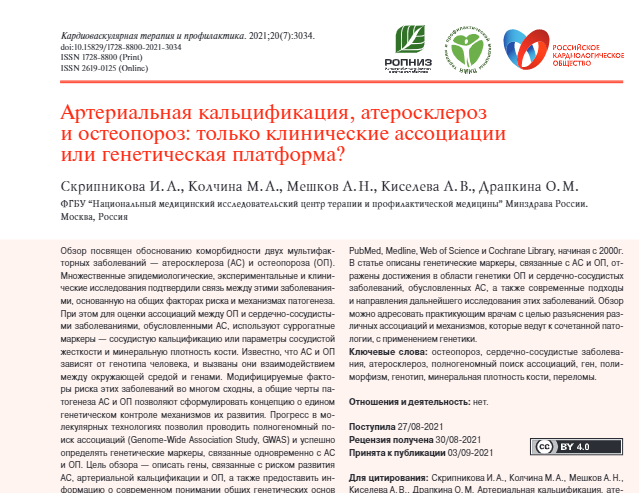 Кардиоваскулярная терапия и профилактика. 2021;20(7):3034.
doi:10.15829/1728-8800-2021-3034
ISSN 1728-8800 (Print)
ISSN 2619-0125 (Online)
РОПНИЗ
РОССИЙСКОЕ
КАРДИОЛОГИЧЕСКОЕ
ОБЩЕСТВО
Артериальная кальцификация, атеросклероз
и остеопороз: только клинические ассоциации
или генетическая платформа?
Скрипникова И. А., Колчина М. А., Мешков А. Н., Киселева А. В., Драпкина О. М.
ФГБУ “Национальный медицинский исследовательский центр терапии и профилактической медицины” Минздрава России.
Москва, Россия
Обзор посвящен обоснованию коморбидности двух мультифак-
торных заболеваний — атеросклероза (АС) и остеопороза (ОП).
Множественные эпидемиологические, экспериментальные и клини-
ческие исследования подтвердили связь между этими заболевания-
ми, основанную на общих факторах риска и механизмах патогенеза.
При этом для оценки ассоциаций между ОП и сердечно-сосудисты-
ми заболеваниями, обусловленными АС, используют суррогатные
маркеры — сосудистую кальцификацию или параметры сосудистой
жесткости и минеральную плотность кости. Известно, что АС и ОП
зависят от генотипа человека, и вызваны они взаимодействием
между окружающей средой и генами. Модифицируемые факто-
ры риска этих заболеваний во многом сходны, а общие черты па-
тогенеза АС и ОП позволяют сформулировать концепцию о едином
генетическом контроле механизмов их развития. Прогресс в мо-
лекулярных технологиях позволил проводить полногеномный по-
иск ассоциаций (Genome-Wide Association Study, GWAS) и успешно
определять генетические маркеры, связанные одновременно с АС
и ОП. Цель обзора — описать гены, связанные с риском развития
АС, артериальной кальцификации и ОП, а также предоставить ин-
формацию о современном понимании общих генетических основ
PubMed, Medline, Web of Science и Cochrane Library, начиная с 2000г.
В статье описаны генетические маркеры, связанные с АС и ОП, от-
ражены достижения в области генетики ОП и сердечно-сосудистых
заболеваний, обусловленных АС, а также современные подходы
и направления дальнейшего исследования этих заболеваний. Обзор
можно адресовать практикующим врачам с целью разъяснения раз-
личных ассоциаций и механизмов, которые ведут к сочетанной пато-
логии, с применением генетики.
Ключевые слова: остеопороз, сердечно-сосудистые заболева-
ния, атеросклероз, полногеномный поиск ассоциаций, ген, поли-
морфизм, генотип, минеральная плотность кости, переломы.
Отношения и деятельность: нет.
Поступила 27/08-2021
Рецензия получена 30/08-2021
Принята к публикации 03/09-2021
cc BY 4.0
Для цитирования: Скрипникова И. А., Колчина М. А., Мешков А. Н.,
Киселева А. В., Драпкина О. М. Артериальная кальцификация, ате-